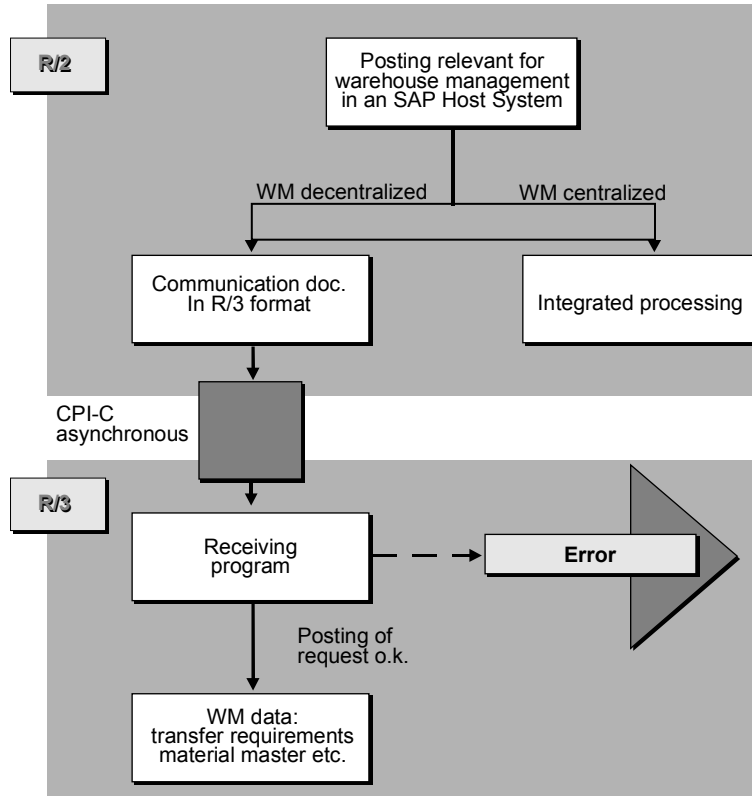 R/2
Posting relevant for
warehouse management
in an SAP Host System
WM decentralized
WM centralized
Communication doc.
In R/3 format
Integrated processing
CPI-C
asynchronous
R/3
Receiving
program
Error
Posting of
request o.k.
WM data:
transfer requirements
material master etc.